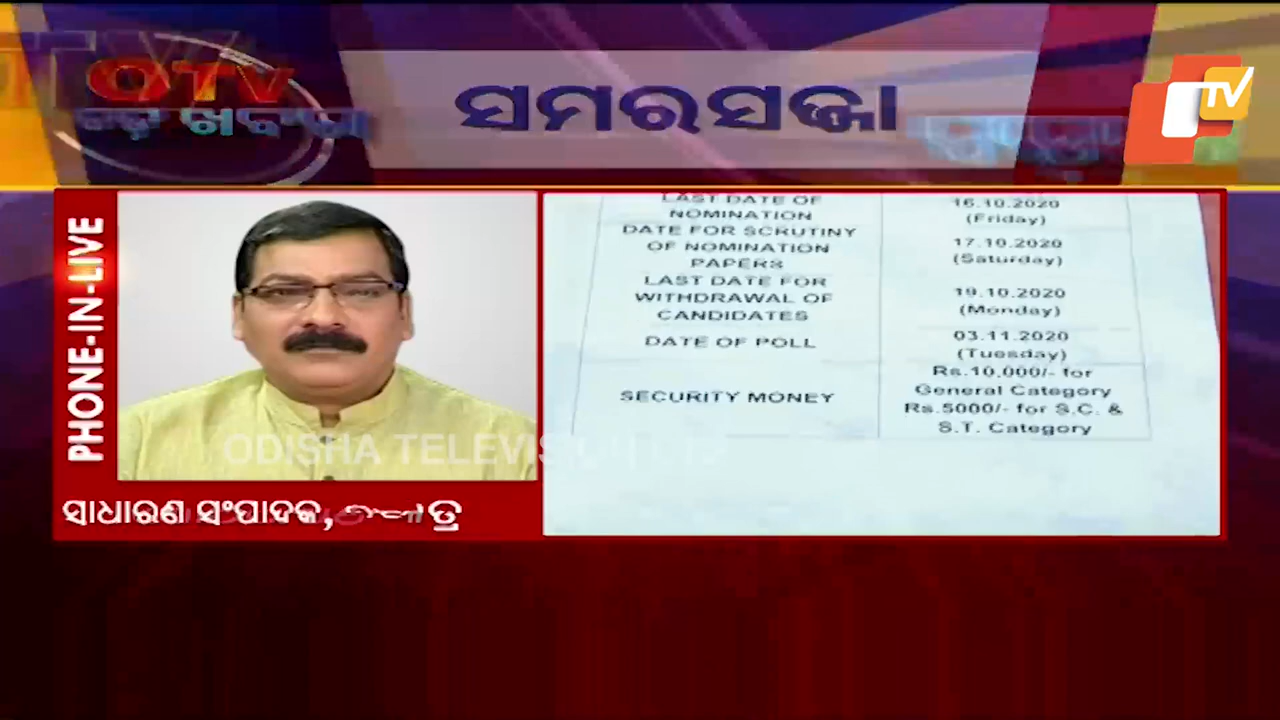 OTV
ସମରସଜ୍ଜା
TV
PHONE-IN-LIVE
LAST DATE OF NOMINATION
16.10.2020 (Friday)
DATE FOR SCRUTINY OF NOMINATION PAPERS
17.10.2020 (Saturday)
LAST DATE FOR WITHDRAWAL OF CANDIDATES
19.10.2020 (Monday)
DATE OF POLL
03.11.2020 (Tuesday)
SECURITY MONEY
Rs.10,000/- for General Category
Rs.5000/- for S.C. & S.T. Category
ODISHA
ସାଧାରଣ ସଂପାଦକ,